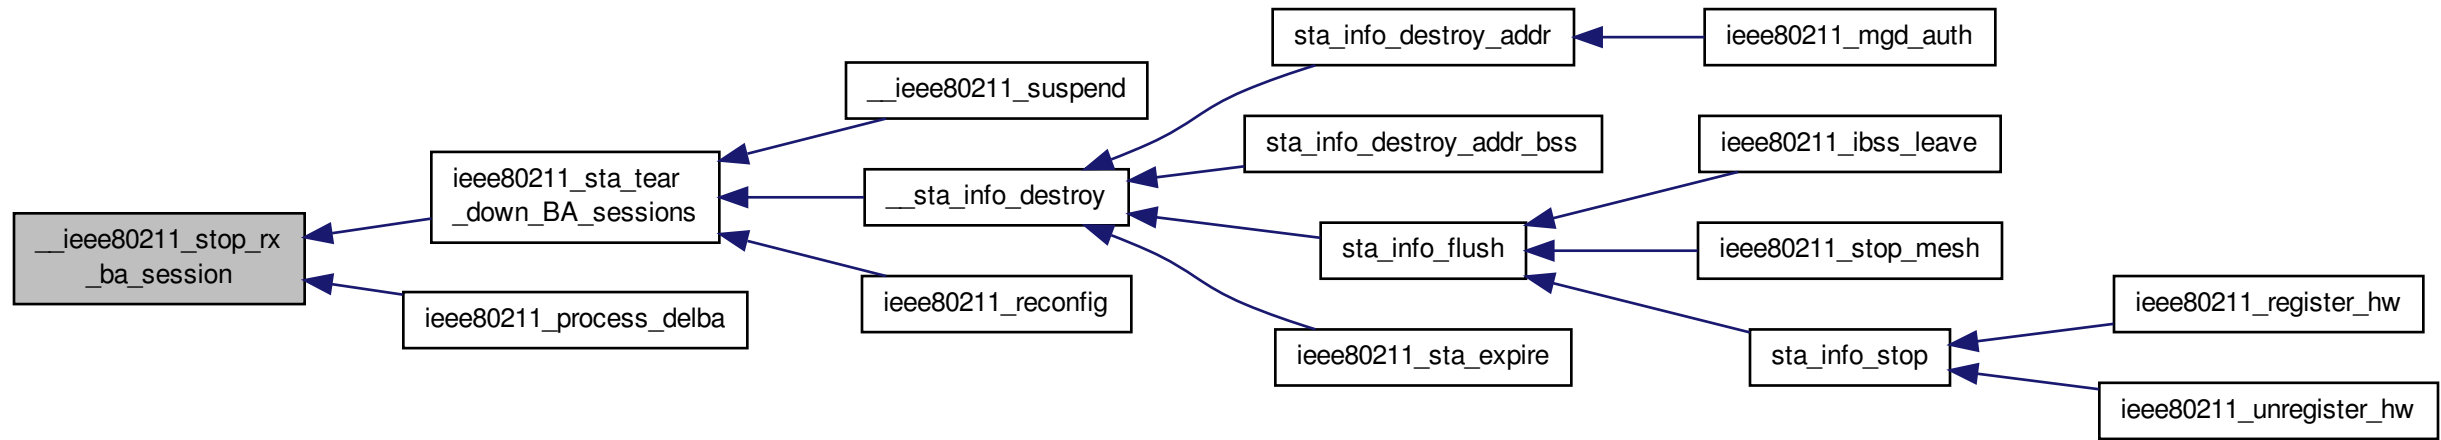 __ieee80211_stop_rx
_ba_session
ieee80211_sta_tear
_down_BA_sessions
ieee80211_process_delba
__ieee80211_suspend
__sta_info_destroy
ieee80211_reconfig
sta_info_destroy_addr
sta_info_destroy_addr_bss
sta_info_flush
ieee80211_sta_expire
ieee80211_mgd_auth
ieee80211_ibss_leave
ieee80211_stop_mesh
sta_info_stop
ieee80211_register_hw
ieee80211_unregister_hw